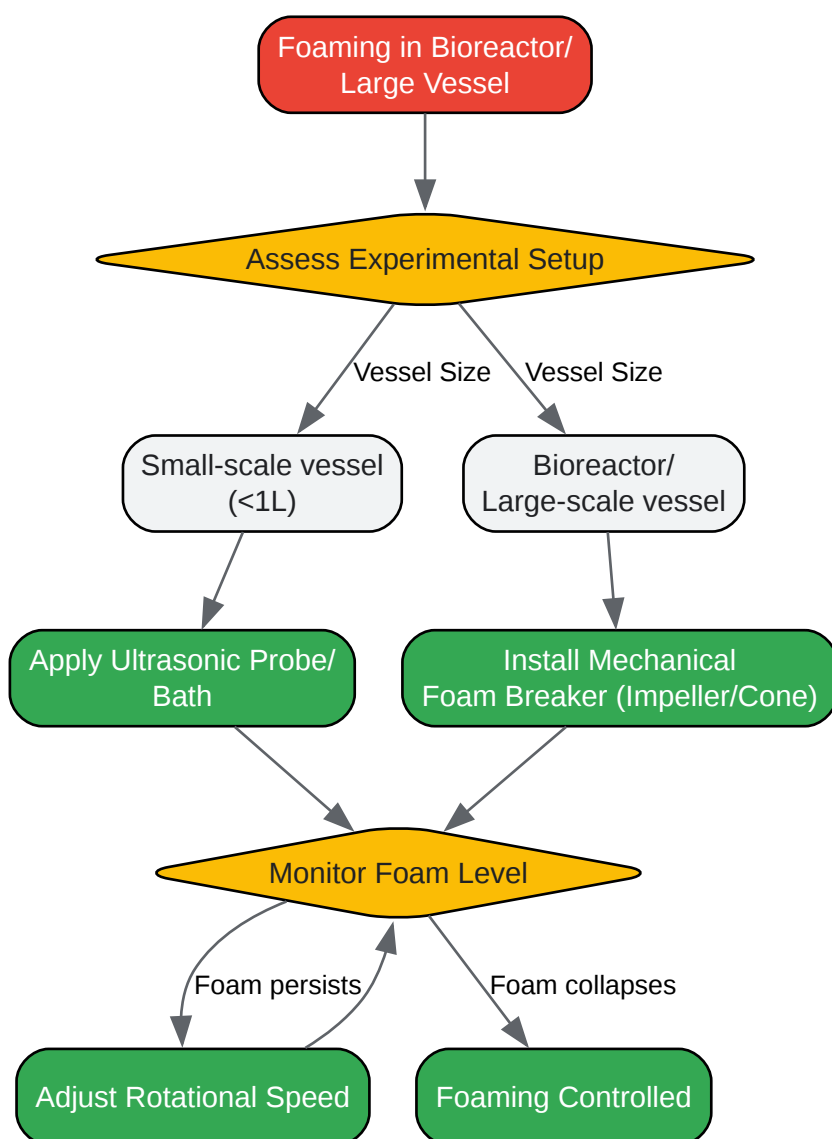 Foaming in Bioreactor/
Large Vessel
Assess Experimental Setup
Vessel Size
Vessel Size
Small-scale vessel
(<1L)
Bioreactor/
Large-scale vessel
Apply Ultrasonic Probe/
Bath
Install Mechanical
Foam Breaker (Impeller/Cone)
Monitor Foam Level
Foam persists
Foam collapses
Adjust Rotational Speed
Foaming Controlled